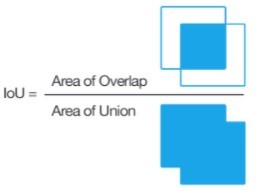 Area of Overlap
IoU =
Area of Union